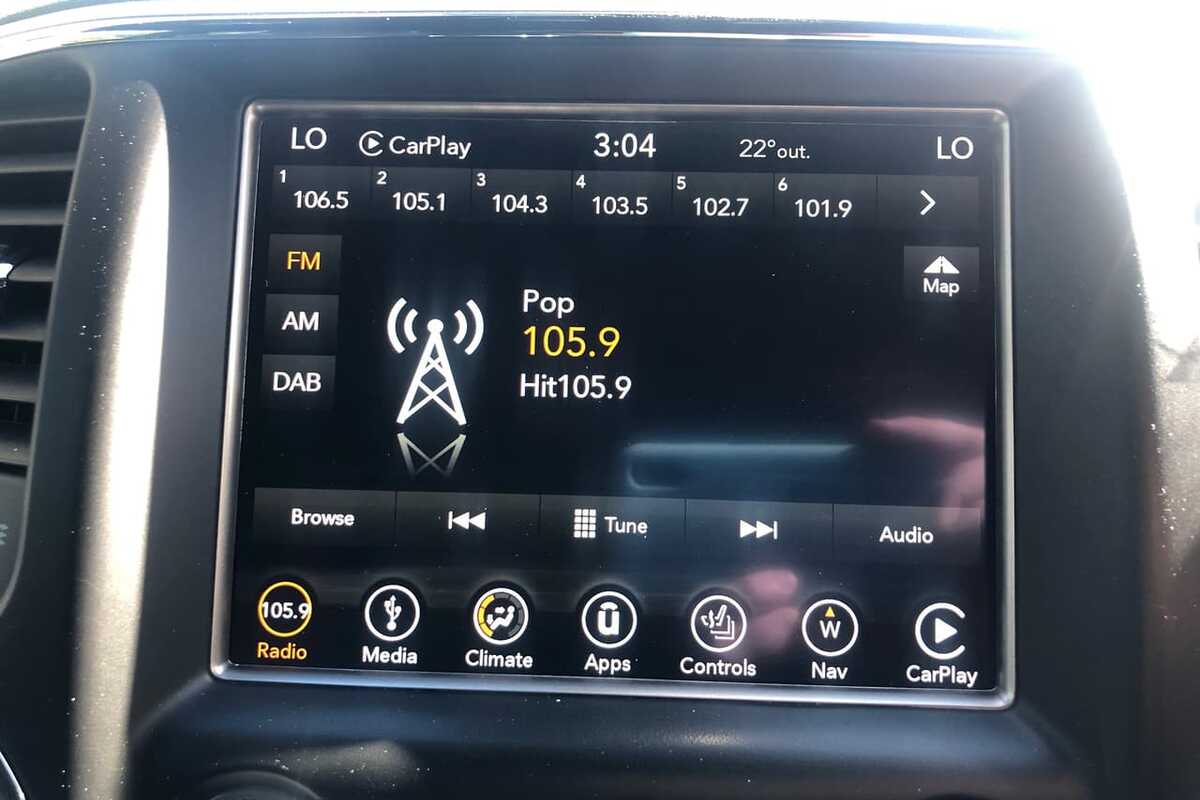 LO CarPlay 3:04 22°out. LO
1 2 3 4 5 6
106.5 105.1 104.3 103.5 102.7 101.9
FM
Map
AM
Pop
105.9
DAB
Hit105.9
Browse Tune Audio
105.9 W
Radio Media Climate Apps Controls Nav CarPlay